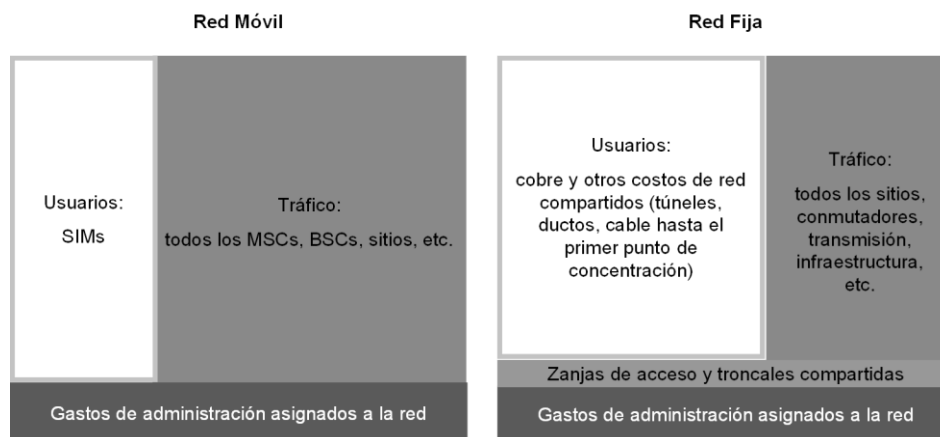 Red Móvil
Usuarios:
SIMs
Tráfico:
todos los MSCs, BSCs, sitios, etc.
Gastos de administración asignados a la red
Red Fija
Usuarios:
cobre y otros costos de red
compartidos (túneles,
ductos, cable hasta el
primer punto de
concentración)
Tráfico:
todos los sitios,
conmutadores,
transmisión,
infraestructura,
etc.
Zanjas de acceso y troncales compartidas
Gastos de administración asignados a la red